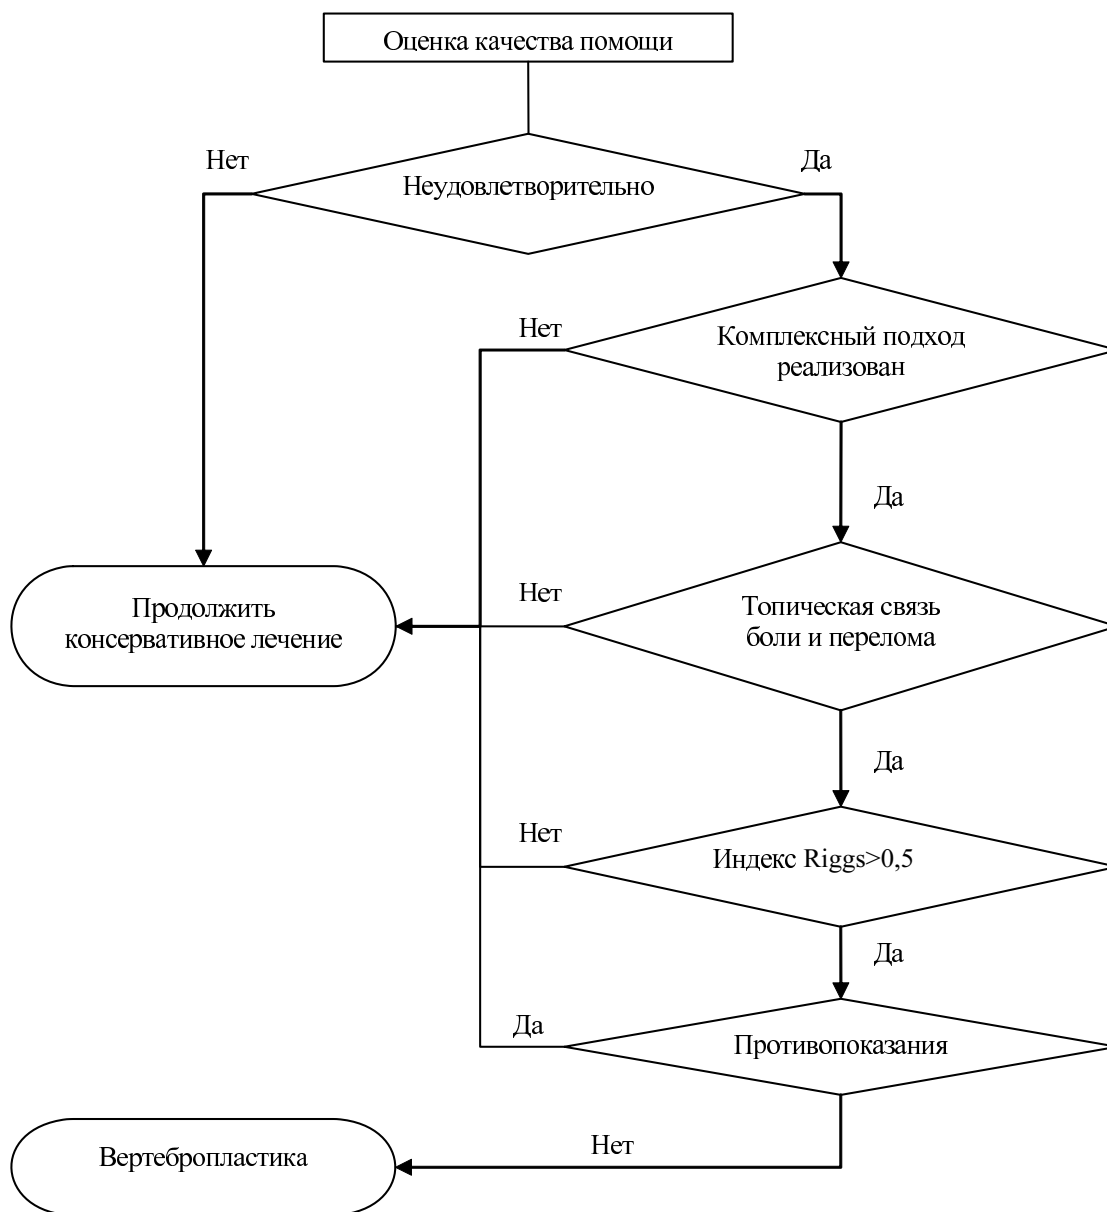 Оценка качества помощи
Нет
Да
Неудовлетворительно
Нет
Комплексный подход
реализован
Да
Нет
Топическая связь
боли и перелома
Продолжить
консервативное лечение
Да
Нет
Индекс Riggs>0,5
Да
Да
Противопоказания
Нет
Вертебропластика